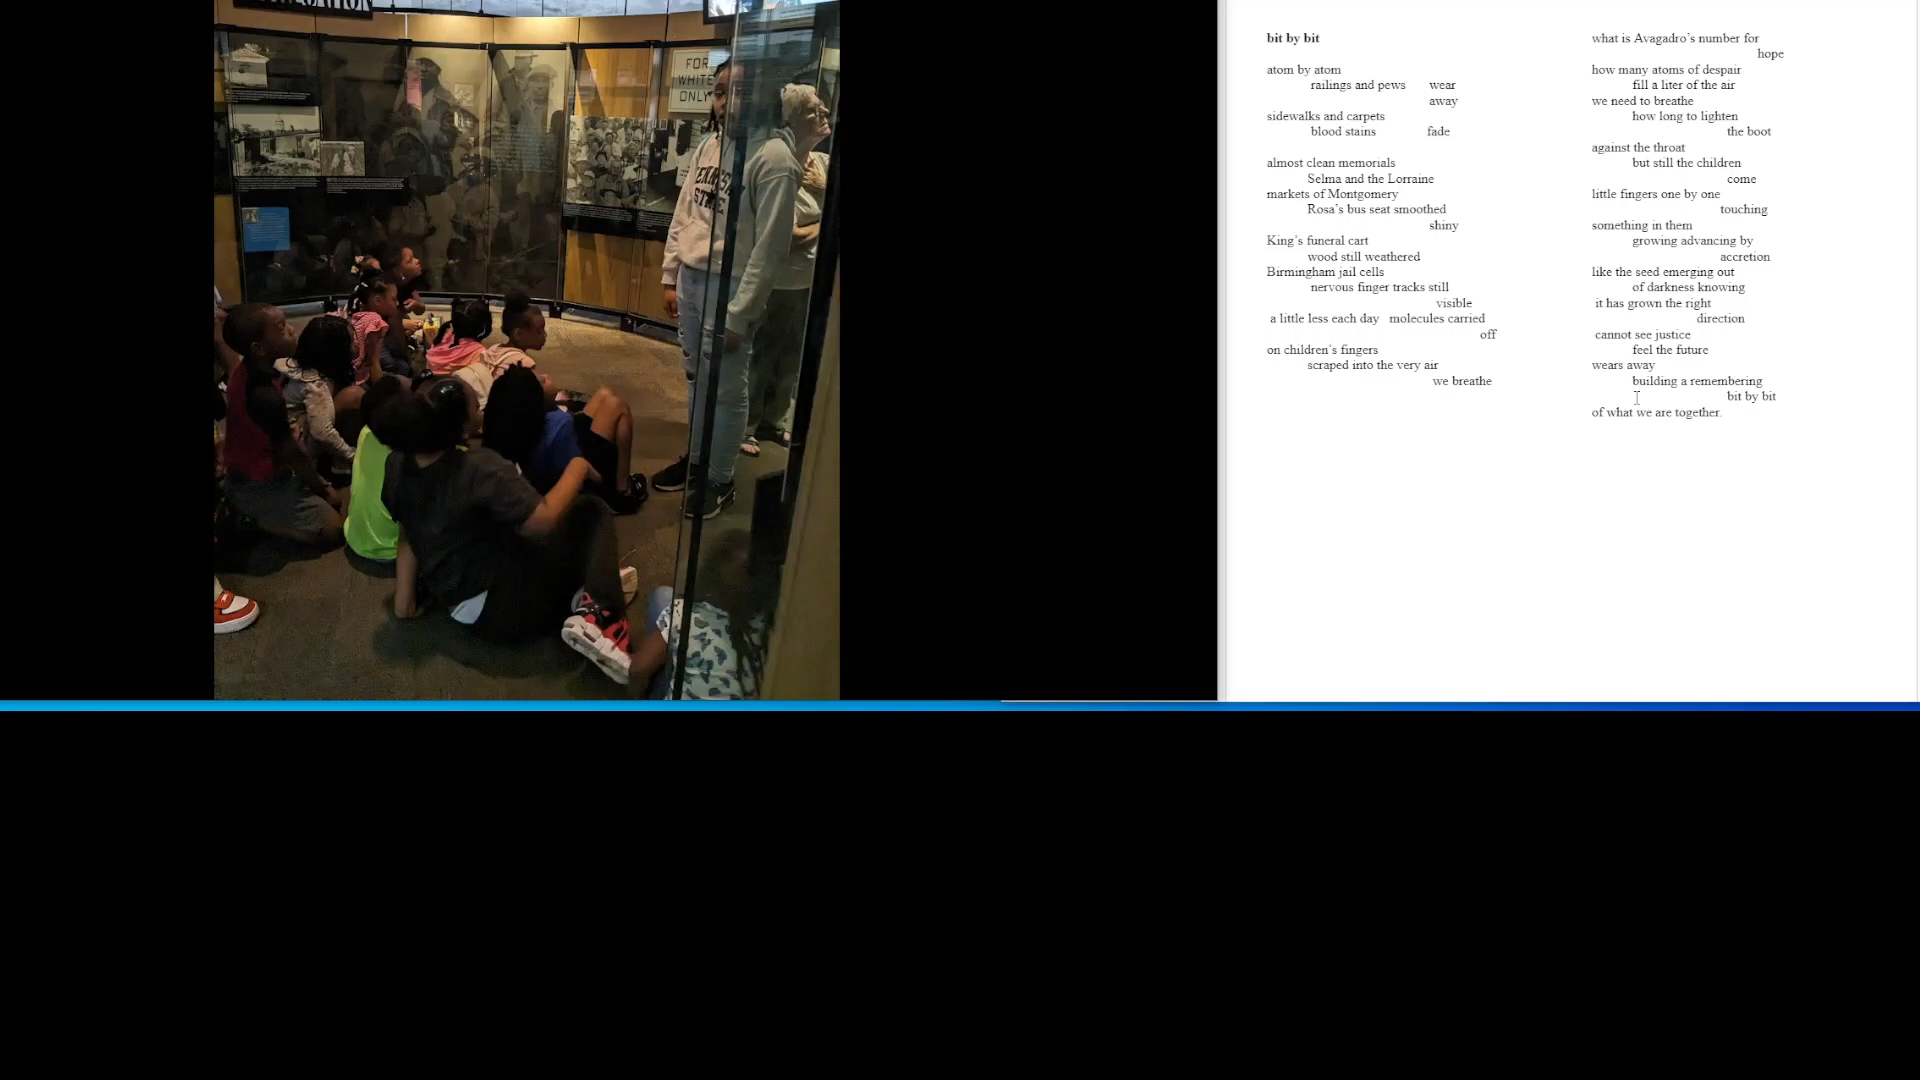 FOR
WHITE
ONLY
TENNESSEE
STATE
bit by bit
atom by atom
railings and pews wear
away
sidewalks and carpets
blood stains fade
almost clean memorials
Selma and the Lorraine
markets of Montgomery
Rosa's bus seat smoothed
shiny
King's funeral cart
wood still weathered
Birmingham jail cells
nervous finger tracks still
visible
a little less each day molecules carried
off
on children's fingers
scraped into the very air
we breathe
what is Avagadro's number for
hope
how many atoms of despair
fill a liter of the air
we need to breathe
how long to lighten
the boot
against the throat
but still the children
come
little fingers one by one
touching
something in them
growing advancing by
accretion
like the seed emerging out
of darkness knowing
it has grown the right
direction
cannot see justice
feel the future
wears away
building a remembering
bit by bit
of what we are together.